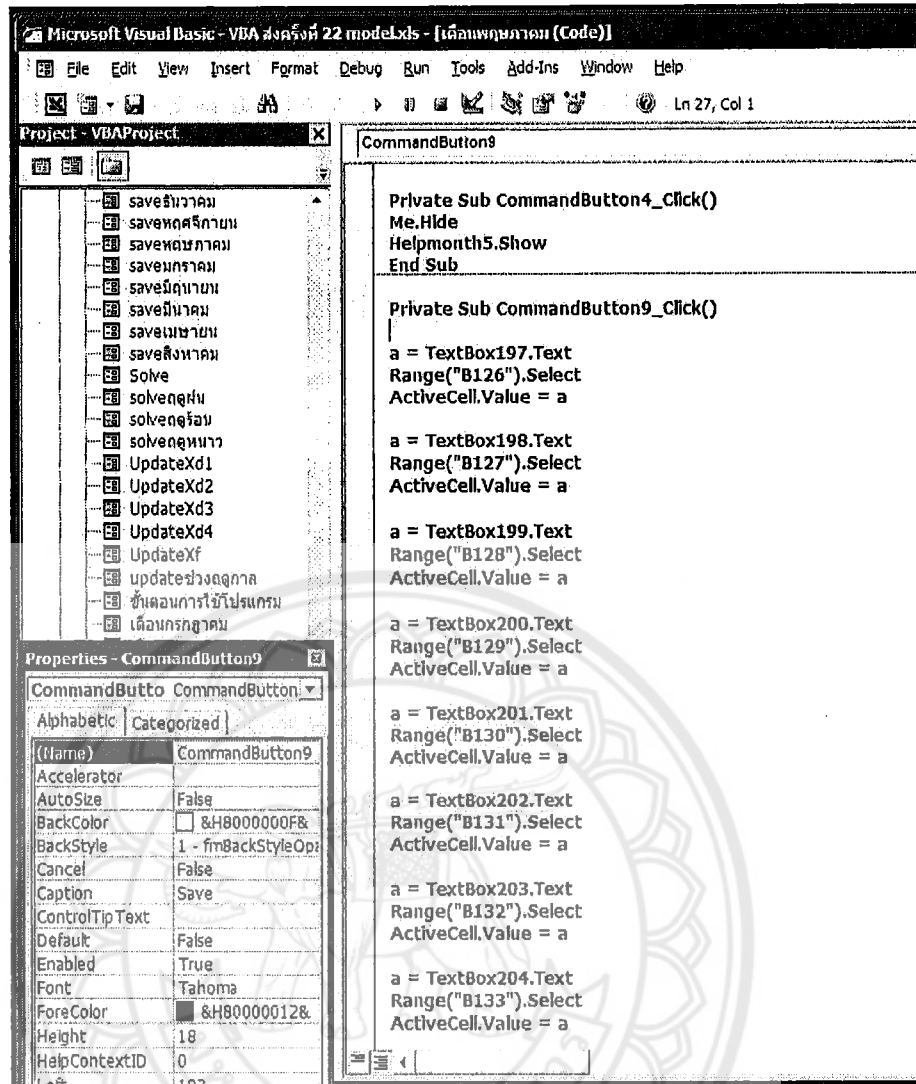 Microsoft Visual Basic - VBA ส่งครั้งที่ 22 model.xls - [เดือนพฤษภาคม (Code)]
File Edit View Insert Format Debug Run Tools Add-Ins Window Help
Ln 27, Col 1
Project - VBAProject
saveธันวาคม
saveพฤศจิกายน
saveพฤษภาคม
saveมกราคม
saveมิถุนายน
saveมีนาคม
saveเมษายน
saveสิงหาคม
Solve
solveฤดูฝน
solveฤดูร้อน
solveฤดูหนาว
UpdateXd1
UpdateXd2
UpdateXd3
UpdateXd4
UpdateXf
updateช่วงฤดูกาล
ขั้นตอนการใช้โปรแกรม
เดือนกรกฎาคม
Properties - CommandButton9
CommandButto CommandButton
Alphabetic Categorized
(Name) CommandButton9
Accelerator
AutoSize False
BackColor &H8000000F&
BackStyle 1 - fmBackStyleOpa
Cancel False
Caption Save
ControlTipText
Default False
Enabled True
Font Tahoma
ForeColor &H80000012&
Height 18
HelpContextID 0
CommandButton9
Private Sub CommandButton4_Click()
Me.Hide
Helpmonth5.Show
End Sub
Private Sub CommandButton9_Click()
a = TextBox197.Text
Range("B126").Select
ActiveCell.Value = a
a = TextBox198.Text
Range("B127").Select
ActiveCell.Value = a
a = TextBox199.Text
Range("B128").Select
ActiveCell.Value = a
a = TextBox200.Text
Range("B129").Select
ActiveCell.Value = a
a = TextBox201.Text
Range("B130").Select
ActiveCell.Value = a
a = TextBox202.Text
Range("B131").Select
ActiveCell.Value = a
a = TextBox203.Text
Range("B132").Select
ActiveCell.Value = a
a = TextBox204.Text
Range("B133").Select
ActiveCell.Value = a